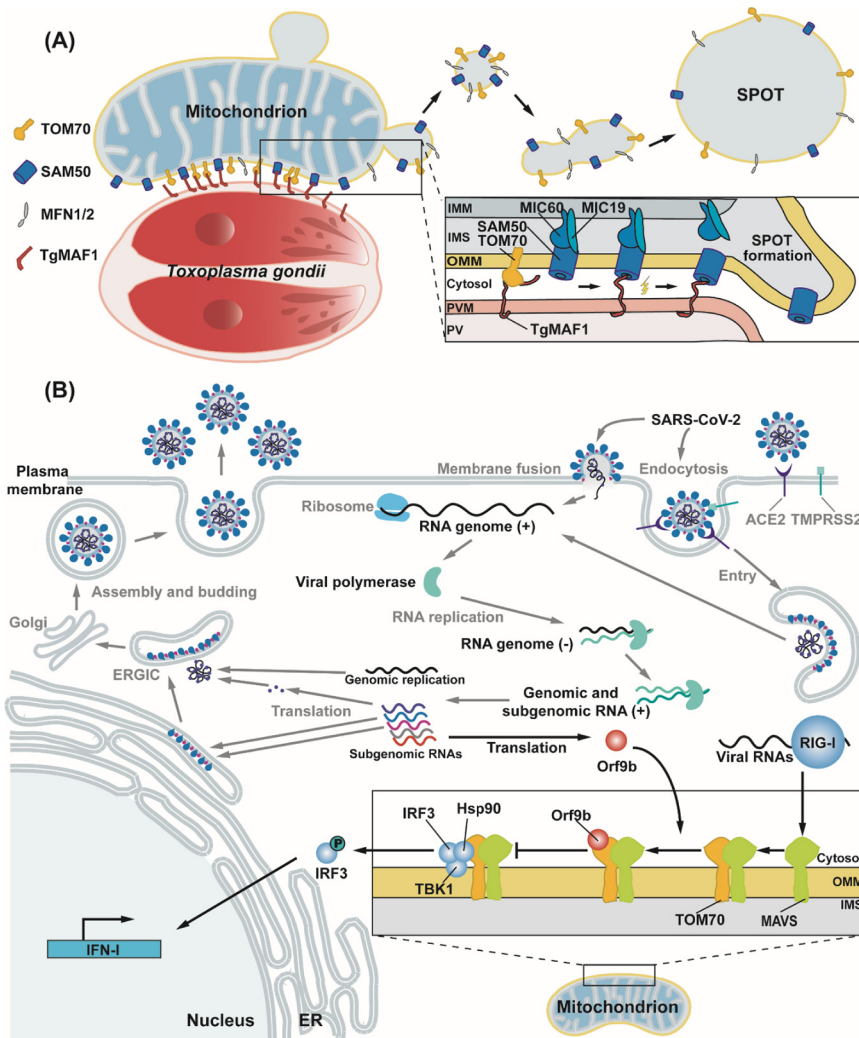 (A)
Mitochondrion
SPOT
TOM70
SAM50
MFN1/2
TgMAF1
Toxoplasma gondii
IMM
MIC60
MIC19
IMS
SAM50
TOM70
SPOT
formation
OMM
Cytosol
PVM
PV
TgMAF1
(B)
SARS-CoV-2
Plasma
membrane
Membrane fusion
Endocytosis
Ribosome
RNA genome (+)
ACE2
TMPRSS2
Viral polymerase
Entry
Assembly and budding
RNA replication
Golgi
RNA genome (-)
ERGIC
Genomic replication
Translation
Genomic and
subgenomic RNA (+)
Subgenomic RNAs
Translation
Orf9b
Viral RNAs
RIG-I
IRF3
Hsp90
Orf9b
P
IRF3
TBK1
Cytosol
OMM
IMS
TOM70
MAVS
IFN-I
Mitochondrion
Nucleus
ER